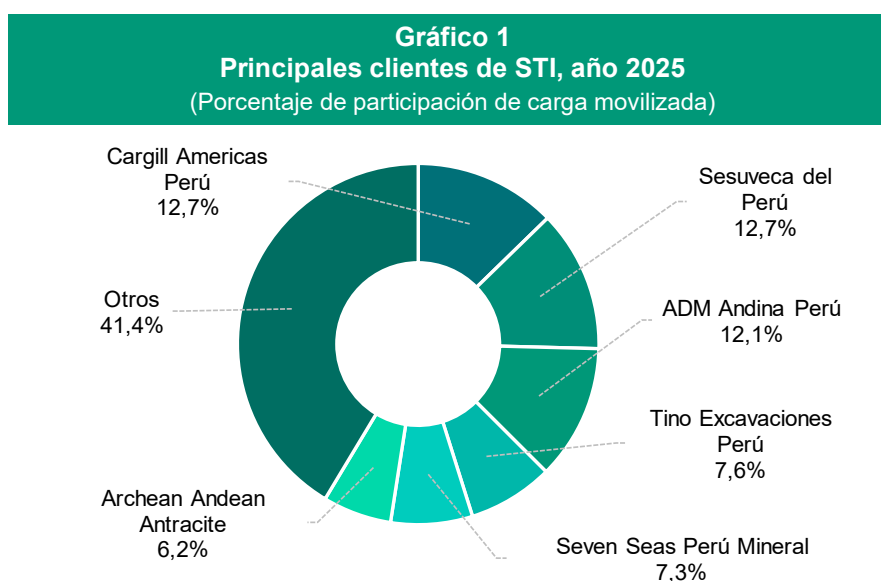 Gráfico 1
Principales clientes de STI, año 2025
(Porcentaje de participación de carga movilizada)
Cargill Americas
Perú
12,7%
Sesuveca del
Perú
12,7%
Otros
41,4%
ADM Andina Perú
12,1%
Tino Excavaciones
Perú
7,6%
Archean Andean
Antracite
6,2%
Seven Seas Perú Mineral
7,3%